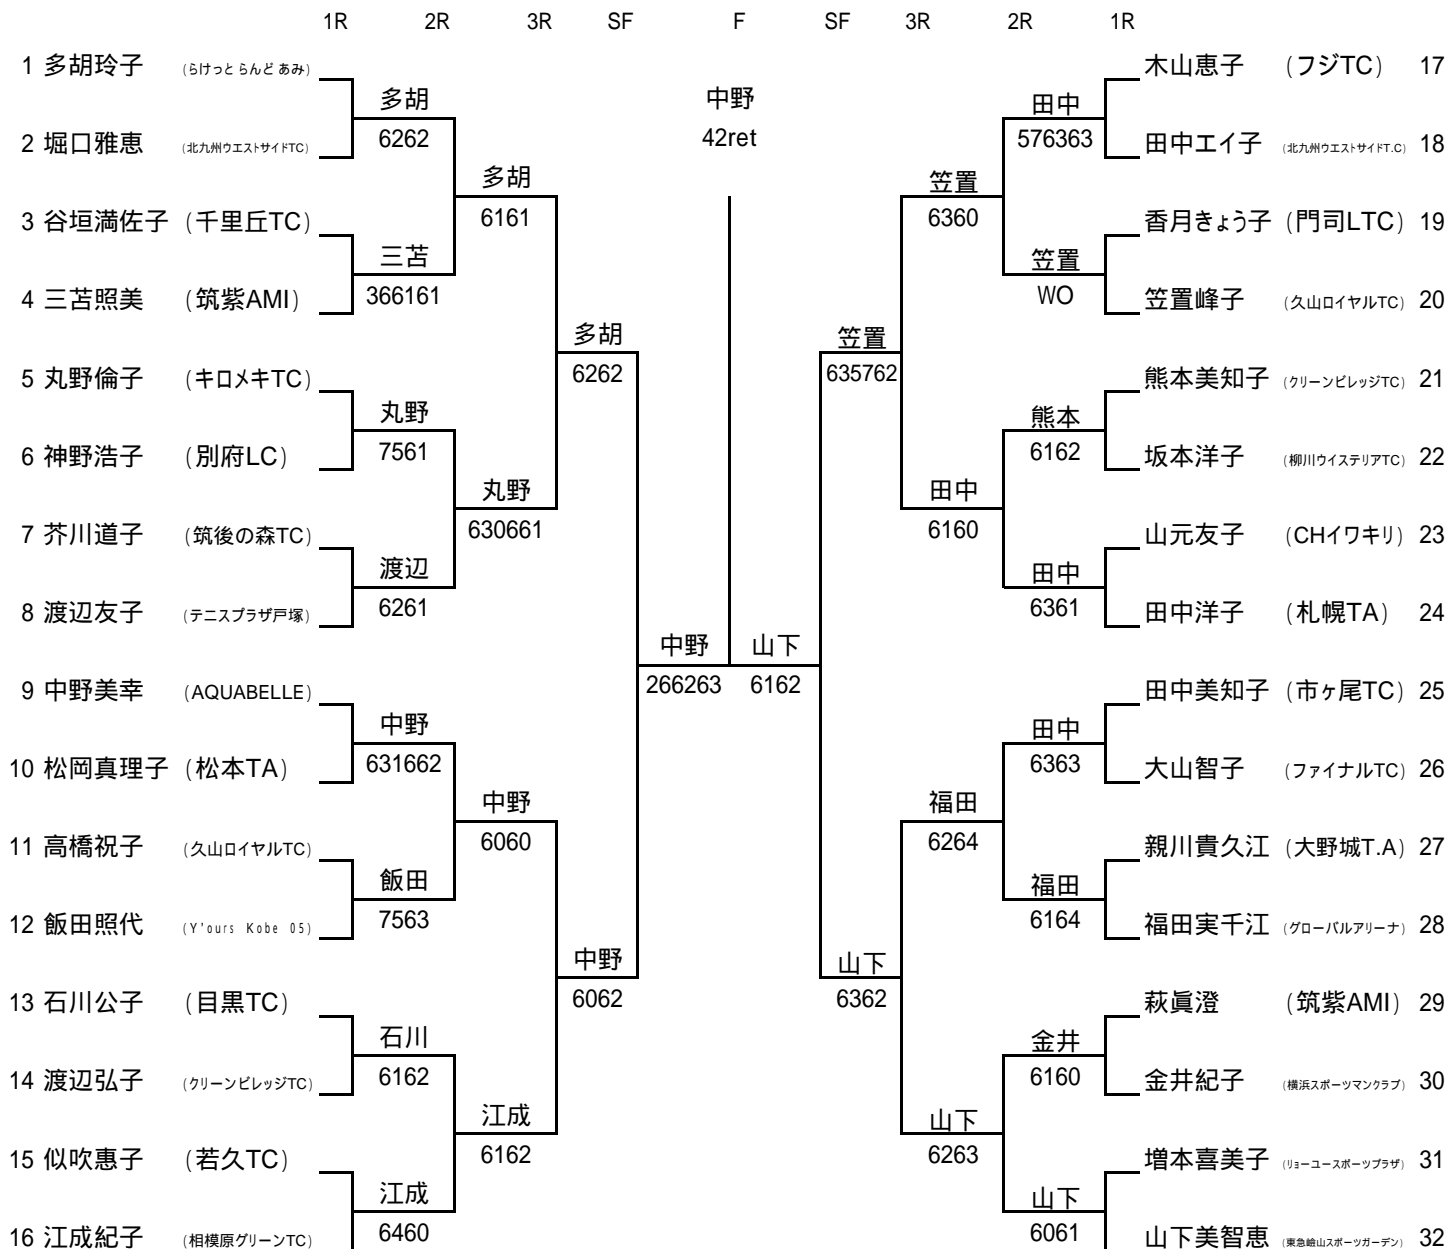 1R 2R 3R SF F SF 3R 2R 1R
1 多胡玲子 (らけっと らんど あみ) 木山恵子 (フジTC) 17
多胡 中野 田中
6262 42ret 576363
2 堀口雅恵 (北九州ウエストサイドTC) 田中エイ子 (北九州ウエストサイドT.C) 18
多胡 笠置
6161 6360
3 谷垣満佐子 (千里丘TC) 香月きょう子 (門司LTC) 19
三苫 笠置
366161 WO
4 三苫照美 (筑紫AMI) 笠置峰子 (久山ロイヤルTC) 20
多胡 笠置
6262 635762
5 丸野倫子 (キロメキTC) 熊本美知子 (クリーンビレッジTC) 21
丸野 熊本
7561 6162
6 神野浩子 (別府LC) 坂本洋子 (柳川ウイステリアTC) 22
丸野 田中
630661 6160
7 芥川道子 (筑後の森TC) 山元友子 (CHイワキリ) 23
渡辺 田中
6261 6361
8 渡辺友子 (テニスプラザ戸塚) 田中洋子 (札幌TA) 24
中野 山下
266263 6162
9 中野美幸 (AQUABELLE) 田中美知子 (市ヶ尾TC) 25
中野 田中
631662 6363
10 松岡真理子 (松本TA) 大山智子 (ファイナルTC) 26
中野 福田
6060 6264
11 高橋祝子 (久山ロイヤルTC) 親川貴久江 (大野城T.A) 27
飯田 福田
7563 6164
12 飯田照代 (Y'ours Kobe 05) 福田実千江 (グローバルアリーナ) 28
中野 山下
6062 6362
13 石川公子 (目黒TC) 萩眞澄 (筑紫AMI) 29
石川 金井
6162 6160
14 渡辺弘子 (クリーンビレッジTC) 金井紀子 (横浜スポーツマンクラブ) 30
江成 山下
6162 6263
15 似吹惠子 (若久TC) 増本喜美子 (リョーユースポーツプラザ) 31
江成 山下
6460 6061
16 江成紀子 (相模原グリーンTC) 山下美智恵 (東急嶮山スポーツガーデン) 32